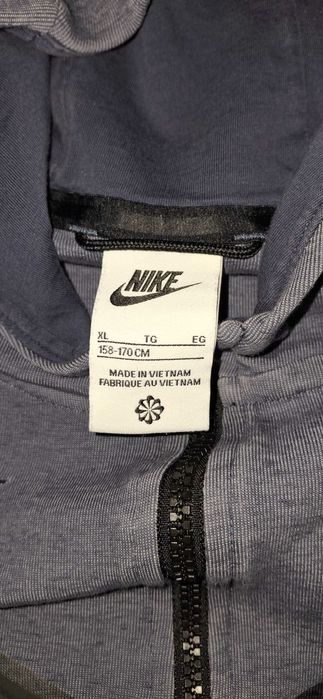 NIKE
XL TG EG
158-170 CM
MADE IN VIETNAM
FABRIQUE AU VIETNAM